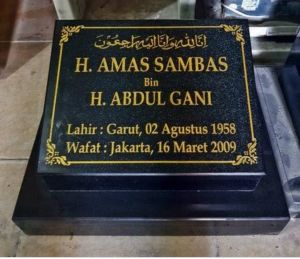 انا لله وانا اليه راجعون
H. AMAS SAMBAS
Bin
H. ABDUL GANI
Lahir : Garut, 02 Agustus 1958
Wafat : Jakarta, 16 Maret 2009